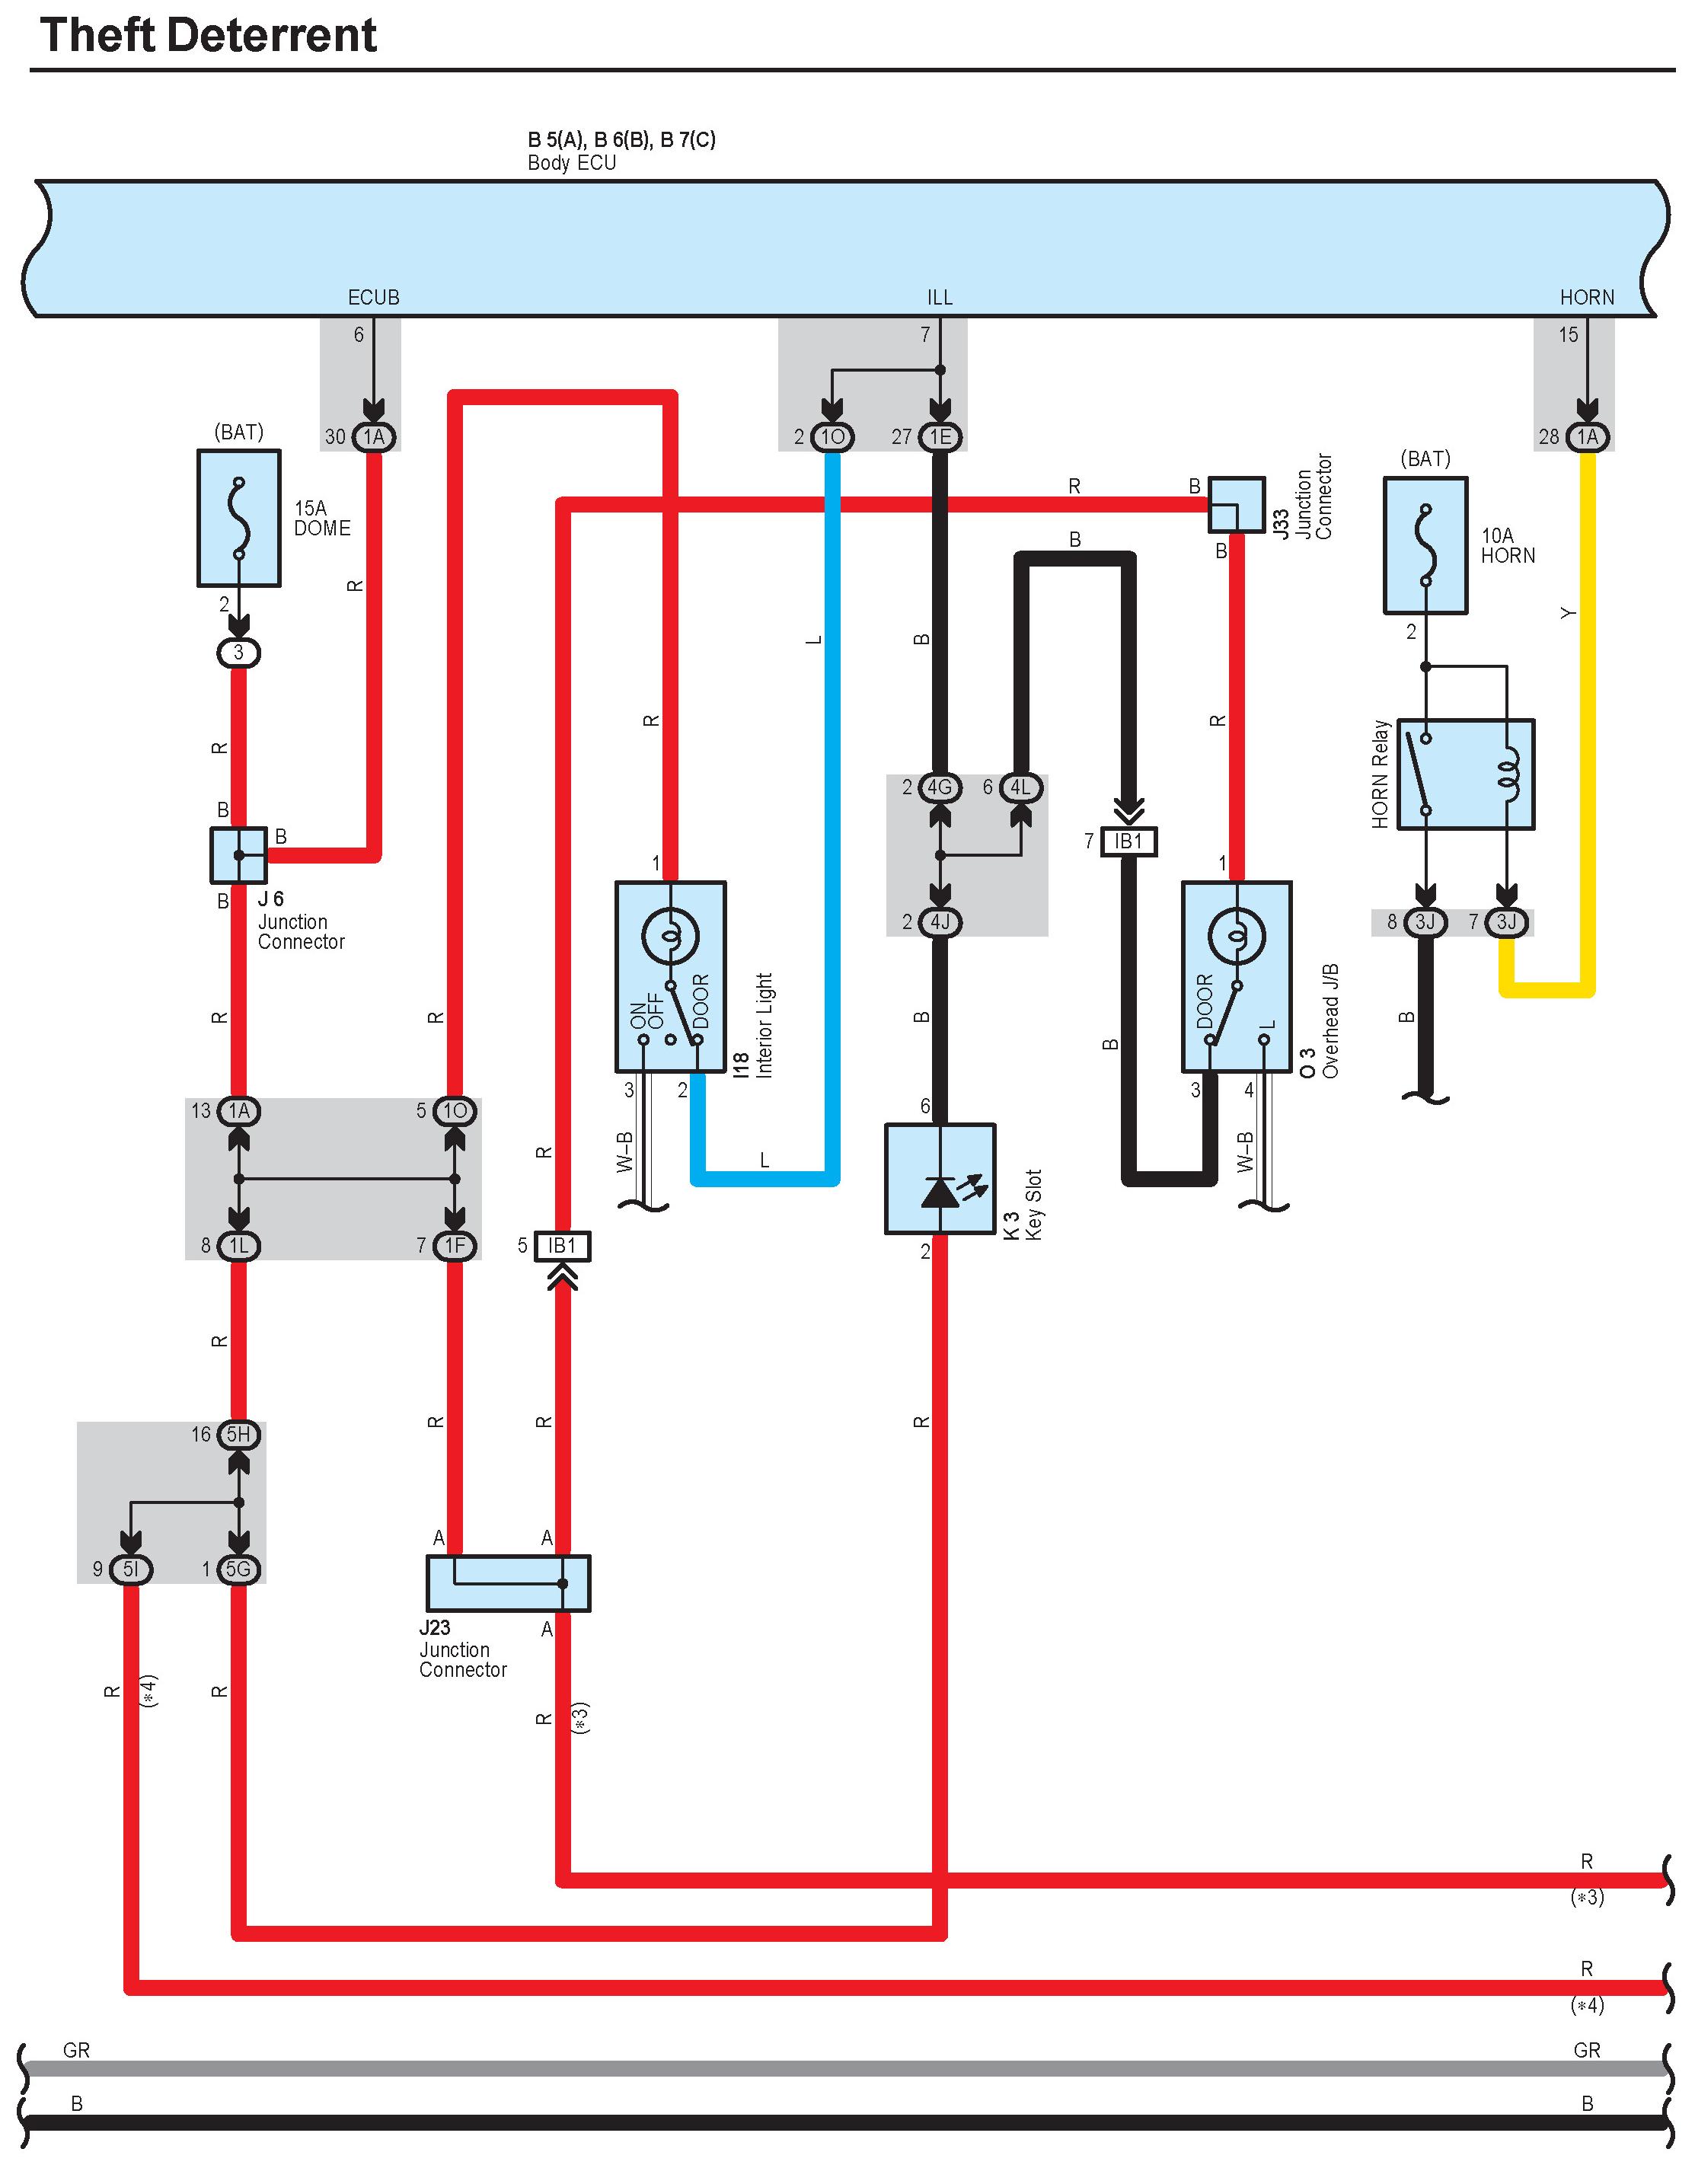 Theft Deterrent
B 5(A), B 6(B), B 7(C)
Body ECU
ECUB
ILL
HORN
6
7
15
30 1A
2 1O
27 1E
28 1A
(BAT)
15A
DOME
2
3
R
R
B
B
B
J 6
Junction
Connector
R
R
R
L
B
R
B
B
J33
Junction
Connector
B
R
(BAT)
10A
HORN
2
Y
HORN Relay
2 4G
6 4L
7 IB1
2 4J
8 3J
7 3J
B
1
ON
OFF
DOOR
I18
Interior Light
3
2
W-B
L
B
B
1
DOOR
L
O 3
Overhead J/B
3
4
W-B
6
K 3
Key Slot
2
13 1A
5 1O
8 1L
7 1F
R
5 IB1
R
R
R
R
16 5H
9 5I
1 5G
A
A
J23
Junction
Connector
A
R
(*4)
R
R
(*3)
R
(*3)
R
(*4)
GR
GR
B
B